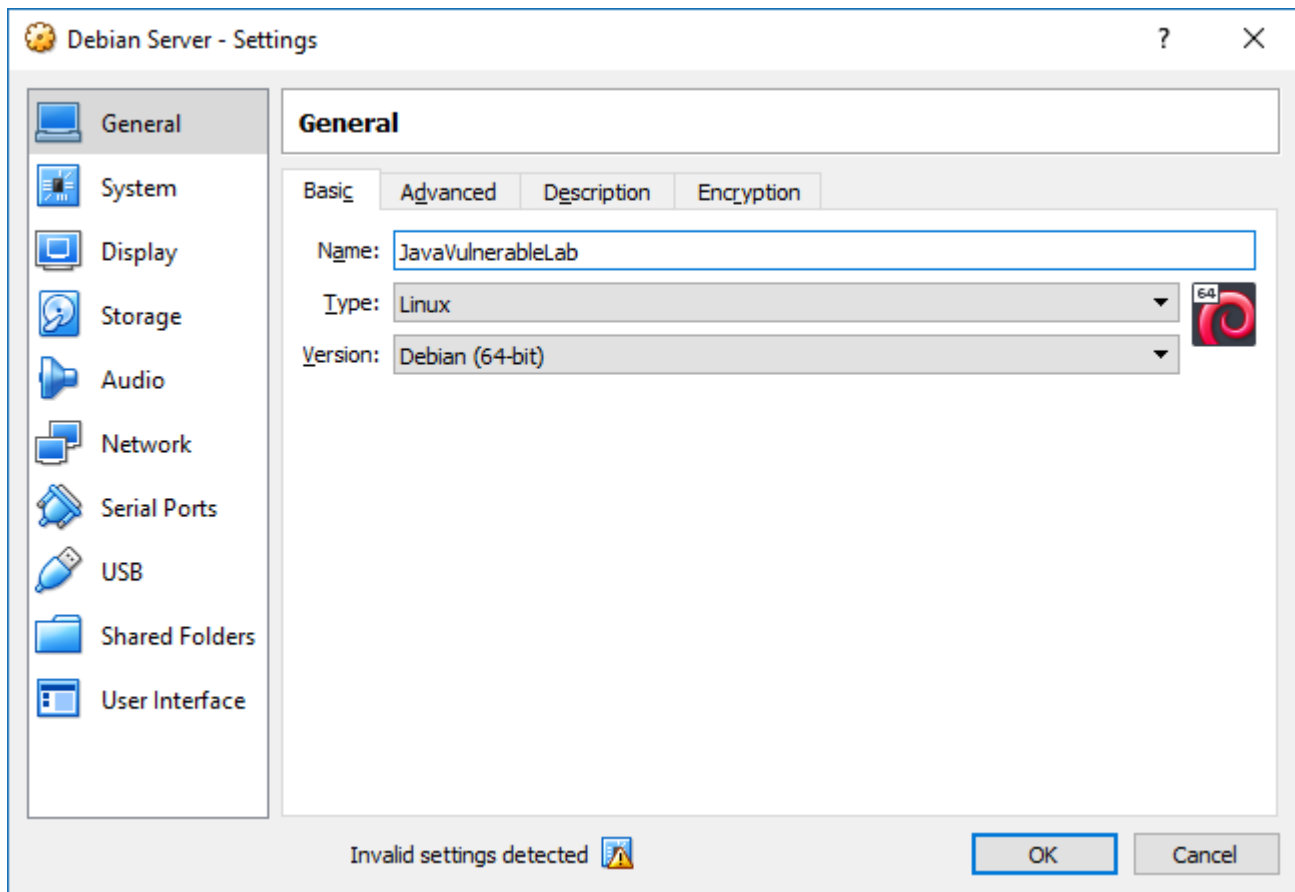 Debian Server - Settings
?
General
System
Display
Storage
Audio
Network
Serial Ports
USB
Shared Folders
User Interface
General
Basic Advanced Description Encryption
Name: JavaVulnerableLab
Type: Linux
64
Version: Debian (64-bit)
Invalid settings detected
OK Cancel